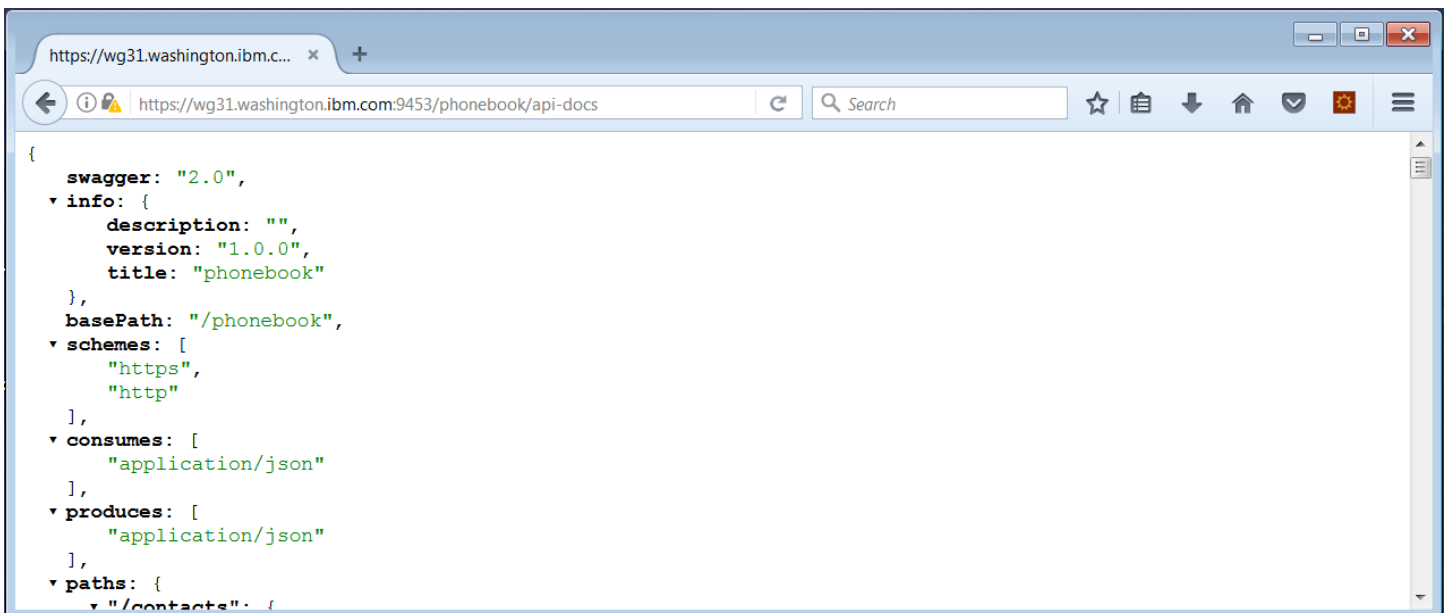 https://wg31.washington.ibm.c...
https://wg31.washington.ibm.com:9453/phonebook/api-docs
Search
{
swagger: "2.0",
info: {
description: "",
version: "1.0.0",
title: "phonebook"
},
basePath: "/phonebook",
schemes: [
"https",
"http"
],
consumes: [
"application/json"
],
produces: [
"application/json"
],
paths: {
"/contacts": {